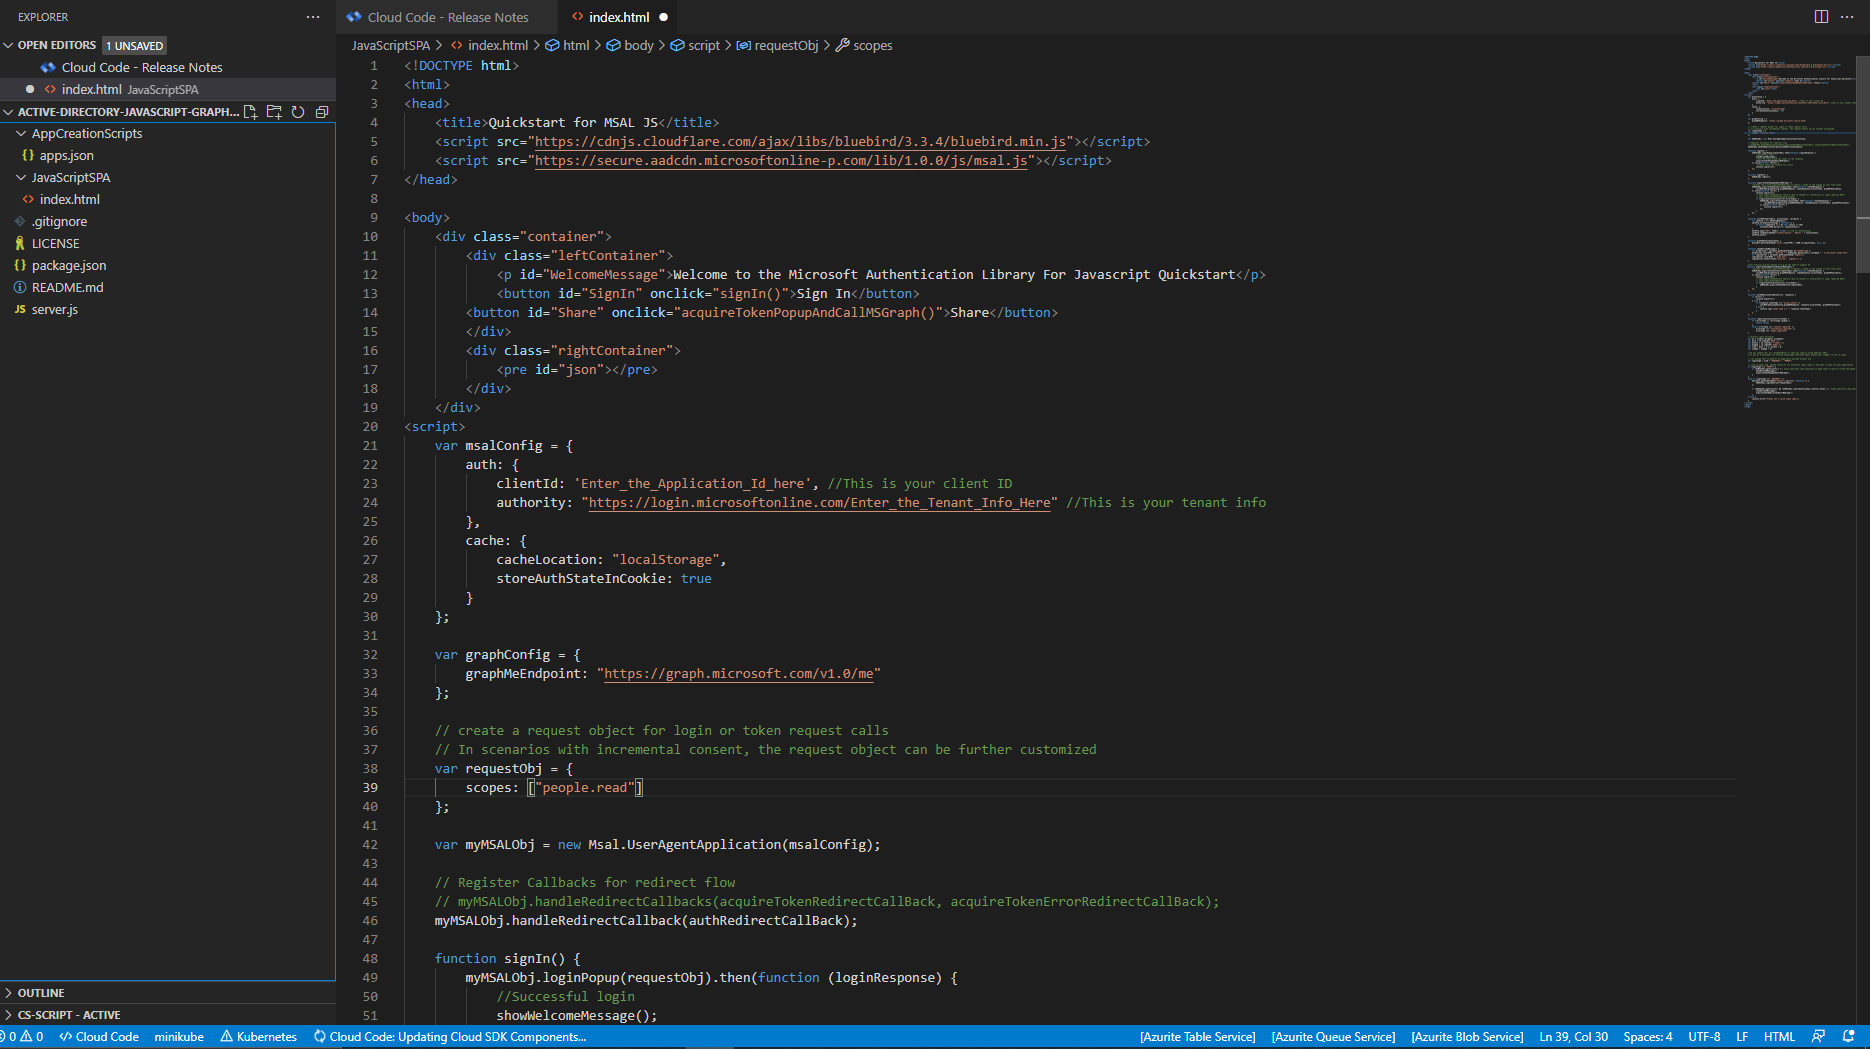 EXPLORER
OPEN EDITORS 1 UNSAVED
Cloud Code - Release Notes
index.html JavaScriptSPA
ACTIVE-DIRECTORY-JAVASCRIPT-GRAPH...
AppCreationScripts
{} apps.json
JavaScriptSPA
<> index.html
.gitignore
LICENSE
{} package.json
README.md
JS server.js
OUTLINE
CS-SCRIPT - ACTIVE
Cloud Code - Release Notes
<> index.html
JavaScriptSPA > <> index.html > html > body > script > requestObj > scopes
1 <!DOCTYPE html>
2 <html>
3 <head>
4 <title>Quickstart for MSAL JS</title>
5 <script src="https://cdnjs.cloudflare.com/ajax/libs/bluebird/3.3.4/bluebird.min.js"></script>
6 <script src="https://secure.aadcdn.microsoftonline-p.com/lib/1.0.0/js/msal.js"></script>
7 </head>
8
9 <body>
10 <div class="container">
11 <div class="leftContainer">
12 <p id="WelcomeMessage">Welcome to the Microsoft Authentication Library For Javascript Quickstart</p>
13 <button id="SignIn" onclick="signIn()">Sign In</button>
14 <button id="Share" onclick="acquireTokenPopupAndCallMSGraph()">Share</button>
15 </div>
16 <div class="rightContainer">
17 <pre id="json"></pre>
18 </div>
19 </div>
20 <script>
21 var msalConfig = {
22 auth: {
23 clientId: 'Enter_the_Application_Id_here', //This is your client ID
24 authority: "https://login.microsoftonline.com/Enter_the_Tenant_Info_Here" //This is your tenant info
25 },
26 cache: {
27 cacheLocation: "localStorage",
28 storeAuthStateInCookie: true
29 }
30 };
31
32 var graphConfig = {
33 graphMeEndpoint: "https://graph.microsoft.com/v1.0/me"
34 };
35
36 // create a request object for login or token request calls
37 // In scenarios with incremental consent, the request object can be further customized
38 var requestObj = {
39 scopes: ["people.read"]
40 };
41
42 var myMSALObj = new Msal.UserAgentApplication(msalConfig);
43
44 // Register Callbacks for redirect flow
45 // myMSALObj.handleRedirectCallbacks(acquireTokenRedirectCallBack, acquireTokenErrorRedirectCallBack);
46 myMSALObj.handleRedirectCallback(authRedirectCallBack);
47
48 function signIn() {
49 myMSALObj.loginPopup(requestObj).then(function (loginResponse) {
50 //Successful login
51 showWelcomeMessage();
0 0 Cloud Code minikube Kubernetes Cloud Code: Updating Cloud SDK Components... [Azurite Table Service] [Azurite Queue Service] [Azurite Blob Service] Ln 39, Col 30 Spaces: 4 UTF-8 LF HTML